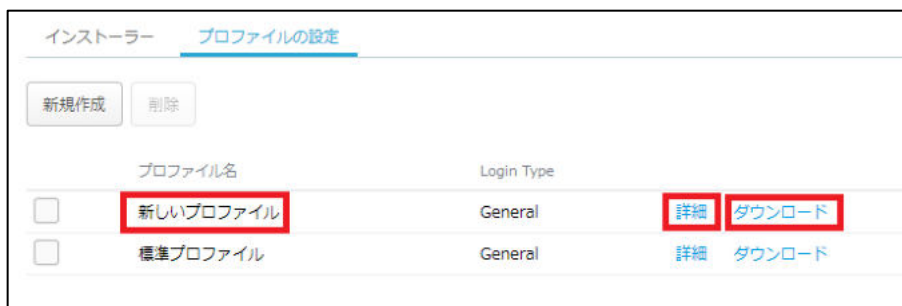 インストーラー プロファイルの設定
新規作成 削除
プロファイル名 Login Type
新しいプロファイル General 詳細 ダウンロード
標準プロファイル General 詳細 ダウンロード